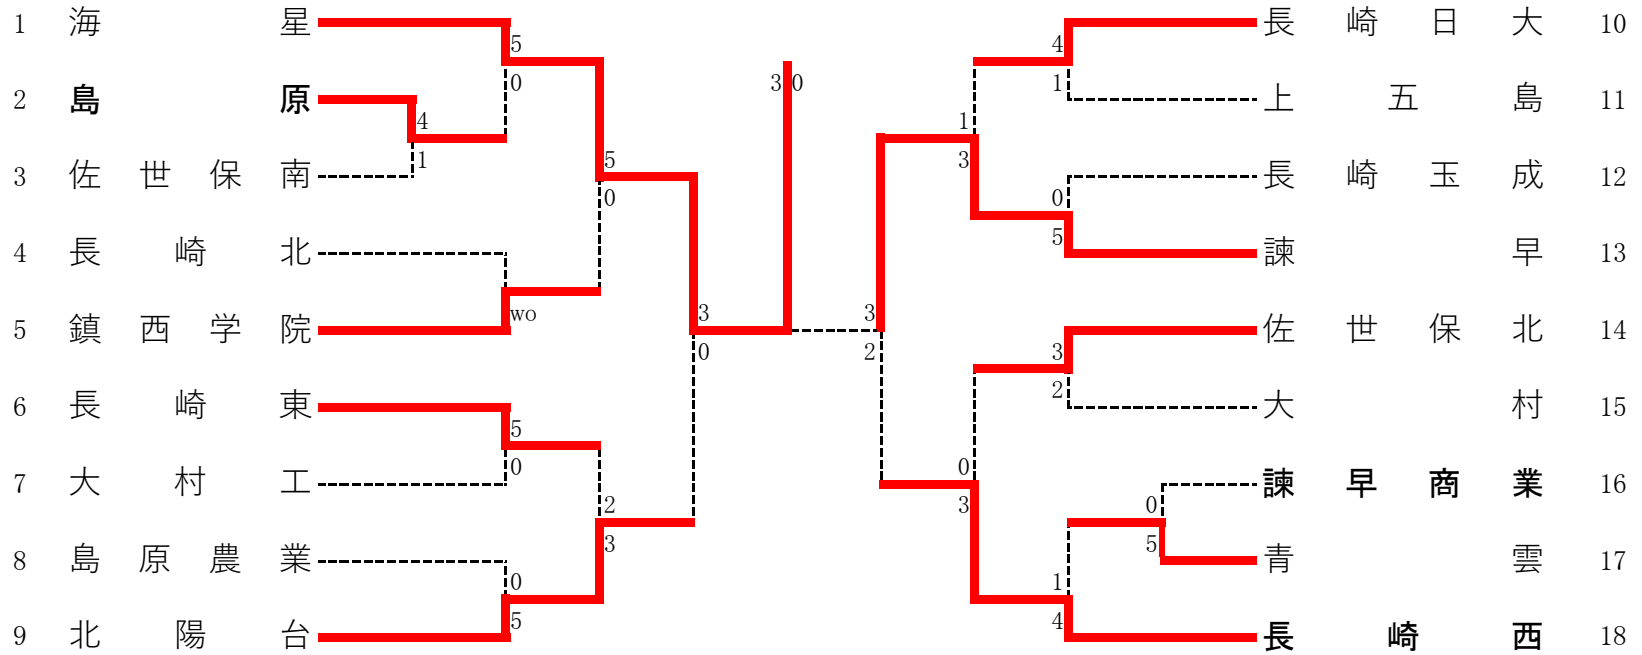 1 海星
5
0
2 島原
4
1
3 佐世保南
5
0
4 長崎北
wo
5 鎮西学院
3
0
6 長崎東
5
0
7 大村工
2
3
8 島原農業
0
5
9 北陽台
3 0
長崎日大 10
4
1
上五島 11
1
3
長崎玉成 12
0
5
諫早 13
3
2
佐世保北 14
3
2
大村 15
0
3
諫早商業 16
0
5
青雲 17
1
4
長崎西 18